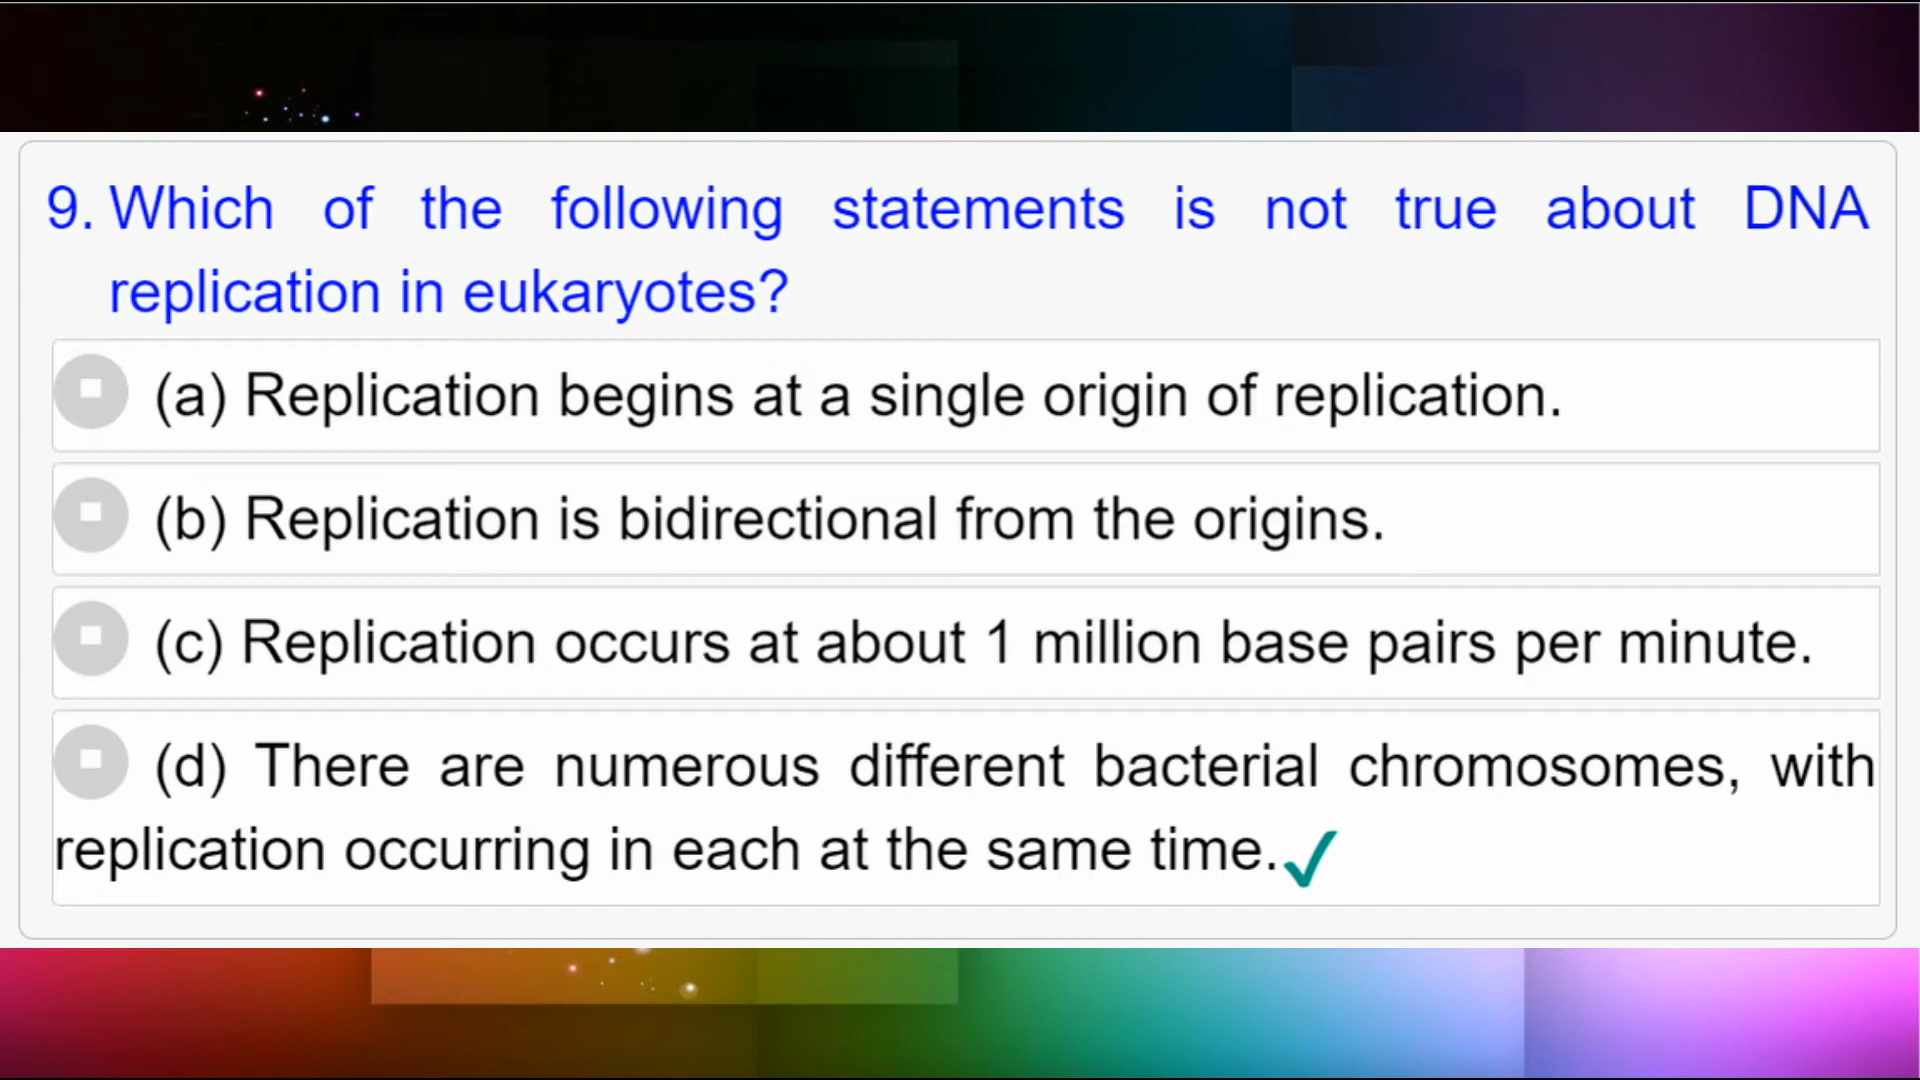 9. Which of the following statements is not true about DNA
replication in eukaryotes?
(a) Replication begins at a single origin of replication.
(b) Replication is bidirectional from the origins.
(c) Replication occurs at about 1 million base pairs per minute.
(d) There are numerous different bacterial chromosomes, with
replication occurring in each at the same time.